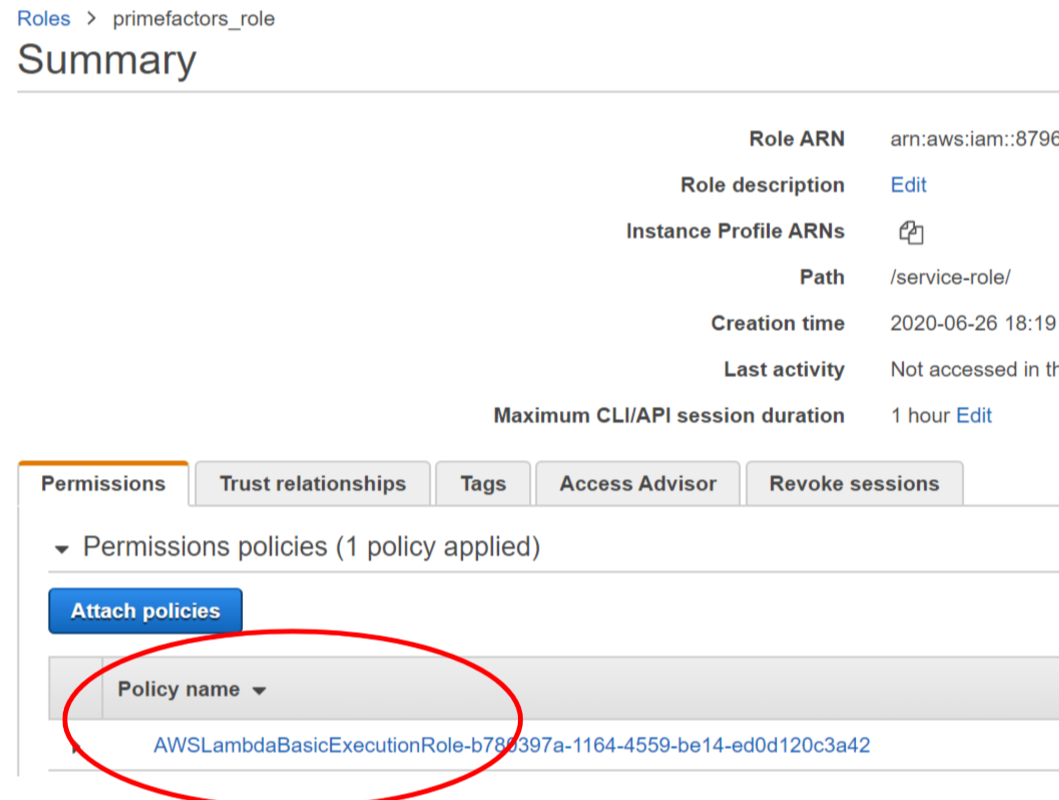 Roles > primefactors_role
Summary
Role ARN arn:aws:iam::8796
Role description Edit
Instance Profile ARNs
Path /service-role/
Creation time 2020-06-26 18:19
Last activity Not accessed in th
Maximum CLI/API session duration 1 hour Edit
Permissions Trust relationships Tags Access Advisor Revoke sessions
Permissions policies (1 policy applied)
Attach policies
Policy name
AWSLambdaBasicExecutionRole-b780397a-1164-4559-be14-ed0d120c3a42